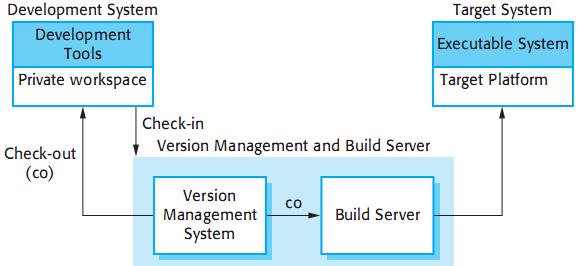 Development System
Development
Tools
Private workspace
Target System
Executable System
Target Platform
Check-in
Check-out
(co)
Version Management and Build Server
Version
Management
System
co
Build Server